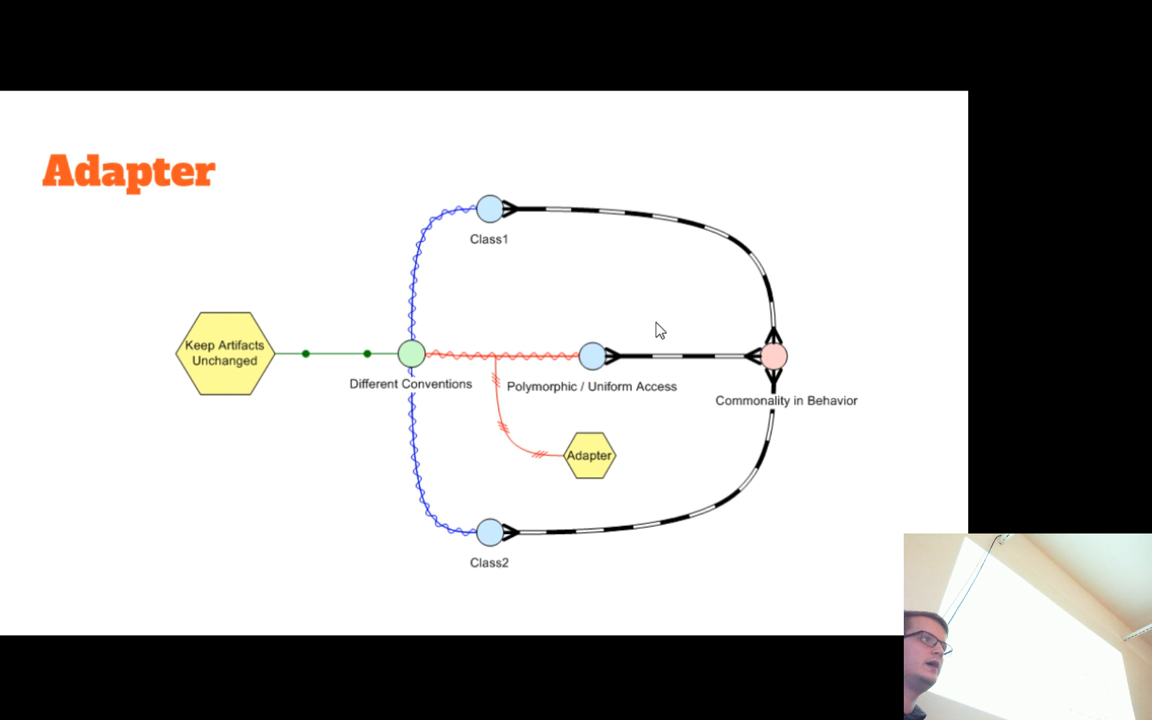 Adapter
Class1
Keep Artifacts
Unchanged
Different Conventions
Polymorphic / Uniform Access
Commonality in Behavior
Adapter
Class2